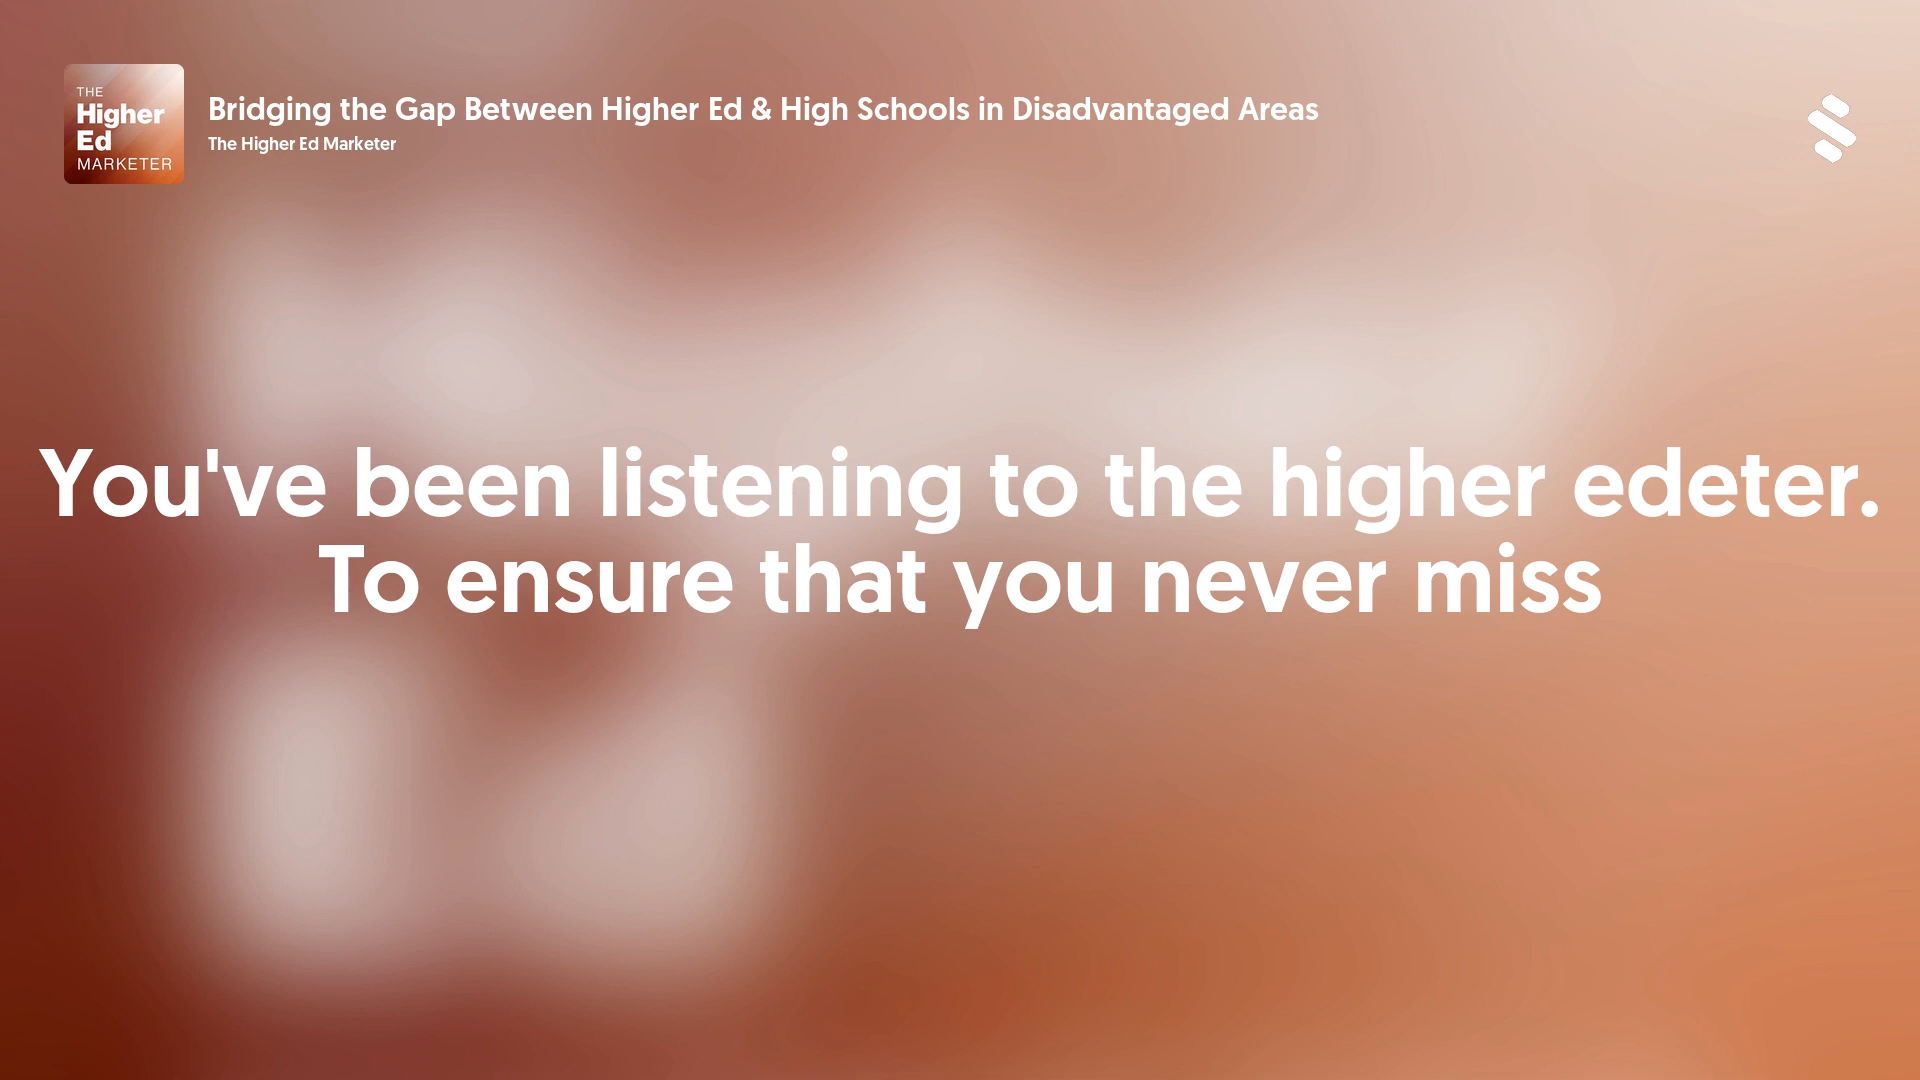 THE
Higher
Ed
MARKETER
Bridging the Gap Between Higher Ed & High Schools in Disadvantaged Areas
The Higher Ed Marketer
You've been listening to the higher edeter.
To ensure that you never miss